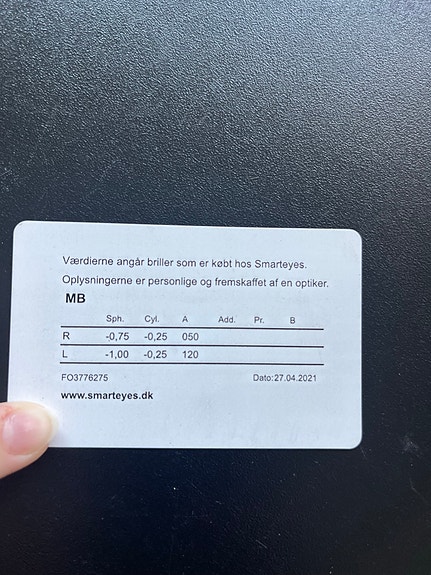 Værdierne angår briller som er købt hos Smarteyes.
Oplysningerne er personlige og fremskaffet af en optiker.
MB
Sph. Cyl. A Add. Pr. B
R -0,75 -0,25 050
L -1,00 -0,25 120
FO3776275 Dato:27.04.2021
www.smarteyes.dk